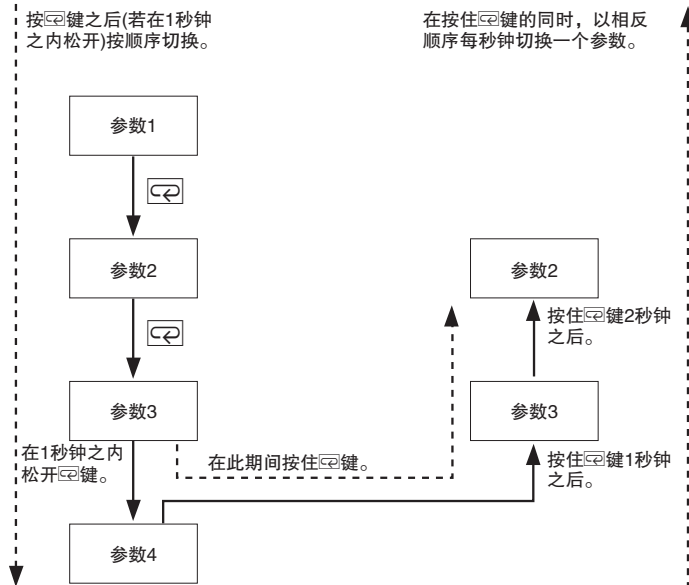 按键之后(若在1秒钟
之内松开)按顺序切换。
在按住键的同时，以相反
顺序每秒钟切换一个参数。
参数1
参数2
参数2
按住键2秒钟
之后。
参数3
参数3
在1秒钟之内
松开键。
在此期间按住键。
按住键1秒钟
之后。
参数4